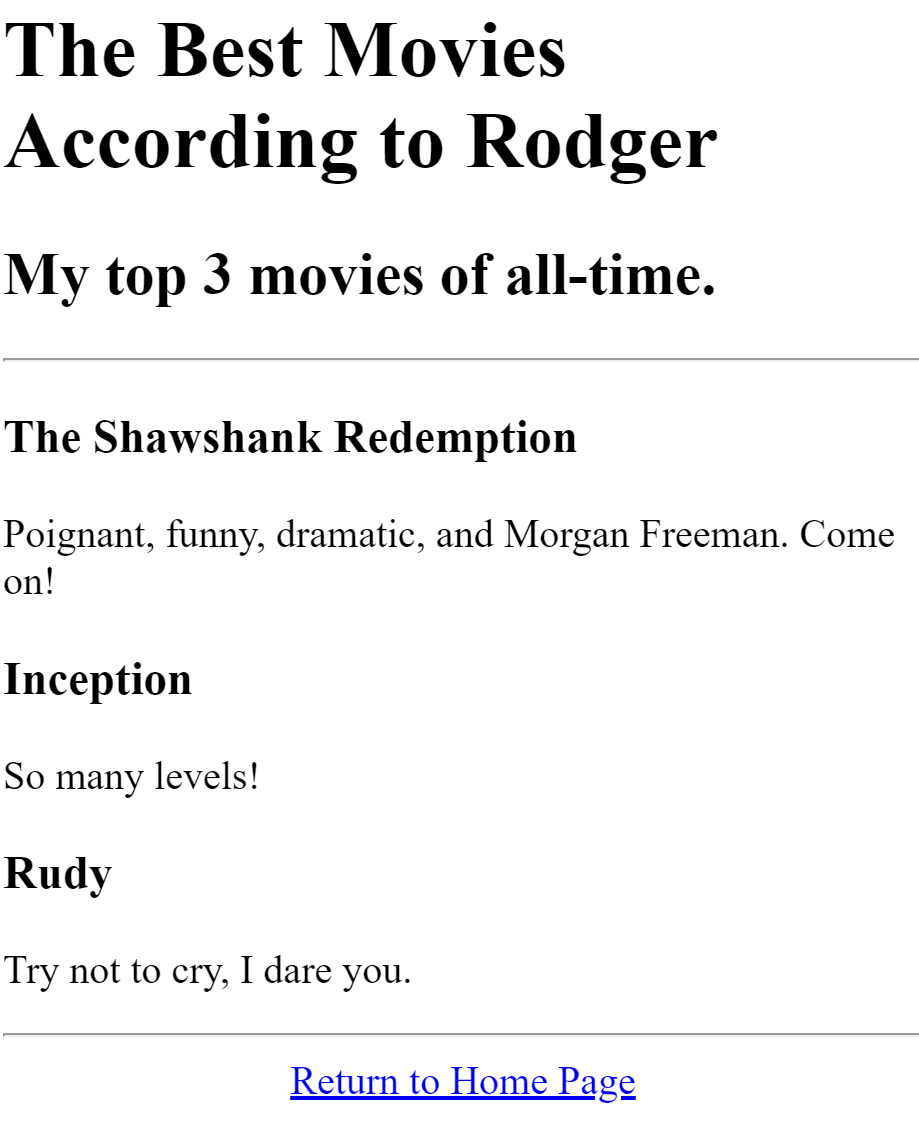 The Best Movies
According to Rodger
My top 3 movies of all-time.
The Shawshank Redemption
Poignant, funny, dramatic, and Morgan Freeman. Come
on!
Inception
So many levels!
Rudy
Try not to cry, I dare you.
Return to Home Page